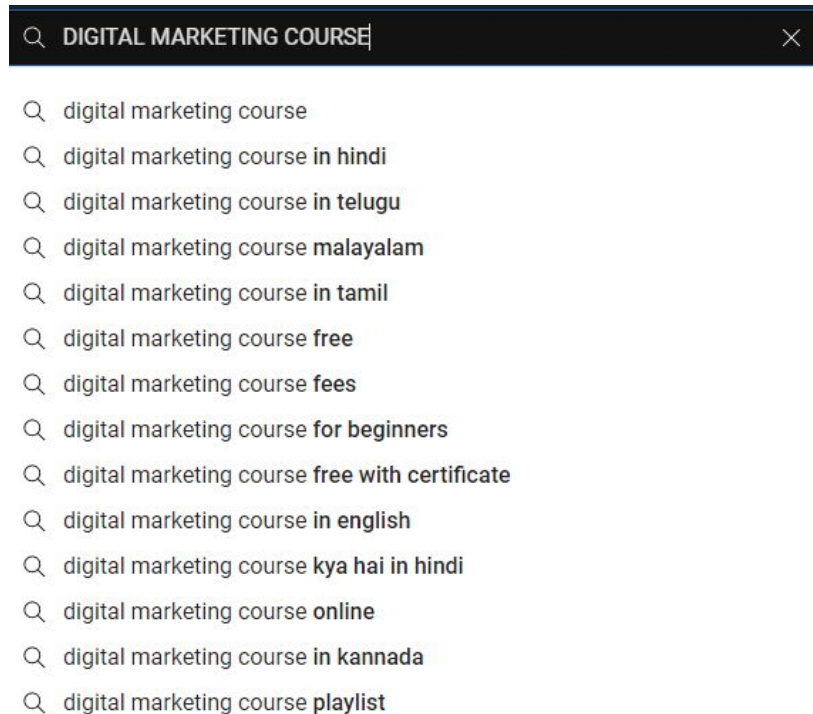 DIGITAL MARKETING COURSE
digital marketing course
digital marketing course in hindi
digital marketing course in telugu
digital marketing course malayalam
digital marketing course in tamil
digital marketing course free
digital marketing course fees
digital marketing course for beginners
digital marketing course free with certificate
digital marketing course in english
digital marketing course kya hai in hindi
digital marketing course online
digital marketing course in kannada
digital marketing course playlist